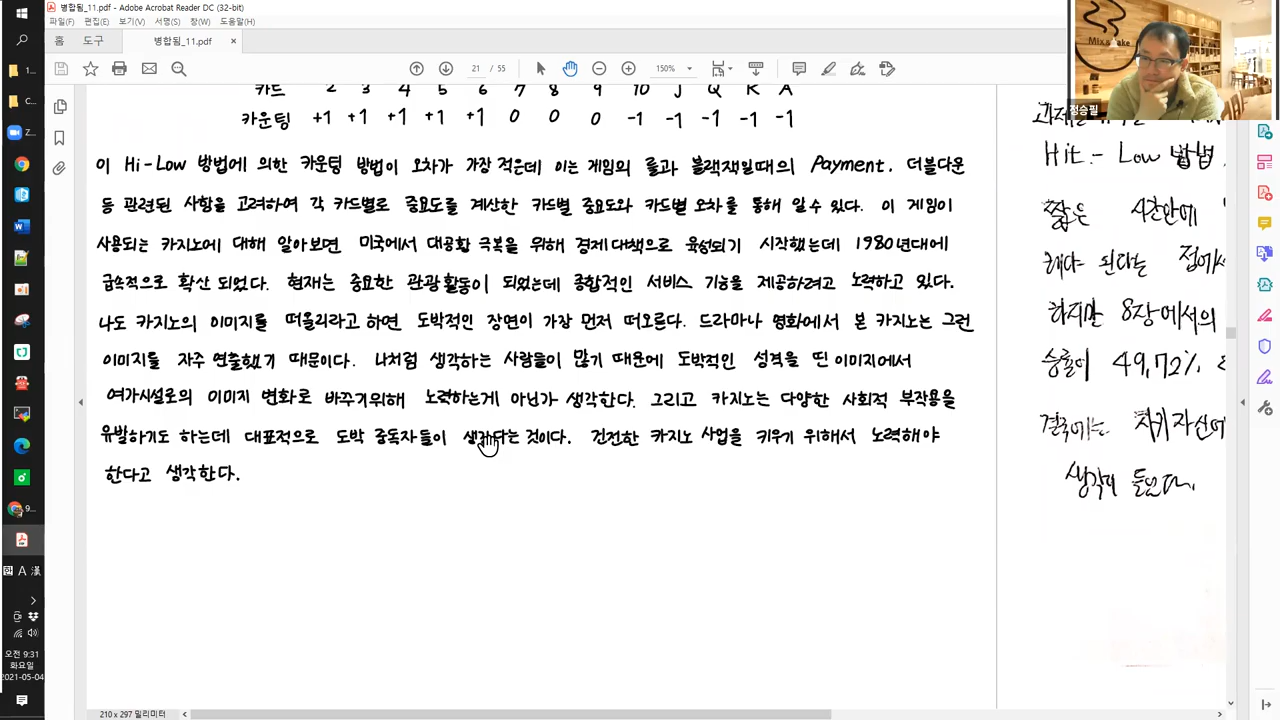 병합됨_11.pdf - Adobe Acrobat Reader DC (32-bit)
파일(F) 편집(E) 보기(V) 서명(S) 창(W) 도움말(H)
홈 도구 병합됨_11.pdf ×
21 / 55 150%
Mixa ake
정승필
카드 2 3 4 5 6 7 8 9 10 J Q K A
카운팅 +1 +1 +1 +1 +1 0 0 0 -1 -1 -1 -1 -1
이 Hi-Low 방법에 의한 카운팅 방법이 오차가 가장 적은데 이는 게임의 룰과 블랙잭일때의 Payment. 더블다운
등 관련된 사항을 고려하여 각 카드별로 중요도를 계산한 카드별 중요도와 카드별 오차를 통해 알수 있다. 이 게임이
사용되는 카지노에 대해 알아보면 미국에서 대공황 극복을 위해 경제대책으로 육성되기 시작했는데 1980년대에
급속적으로 확산 되었다. 현재는 중요한 관광활동이 되었는데 종합적인 서비스 기능을 제공하려고 노력하고 있다.
나도 카지노의 이미지를 떠올리라고 하면 도박적인 장면이 가장 먼저 떠오른다. 드라마나 영화에서 본 카지노는 그런
이미지를 자주 연출했기 때문이다. 나처럼 생각하는 사람들이 많기 때문에 도박적인 성격을 띤 이미지에서
여가시설로의 이미지 변화로 바꾸기위해 노력하는게 아닌가 생각한다. 그리고 카지노는 다양한 사회적 부작용을
유발하기도 하는데 대표적으로 도박 중독자들이 생긴다는 것이다. 건전한 카지노 사업을 키우기 위해서 노력해야
한다고 생각한다.
Hit - Low 법법
짧은 시간안에
해야 된다는 점에서
하지만 8장에서의
승률이 49,72%
결국에는 자기자신에
생각이 들었다.
210 x 297 밀리미터
1...
C...
Z...
9...
한 A 漢
오전 9:31
화요일
2021-05-04